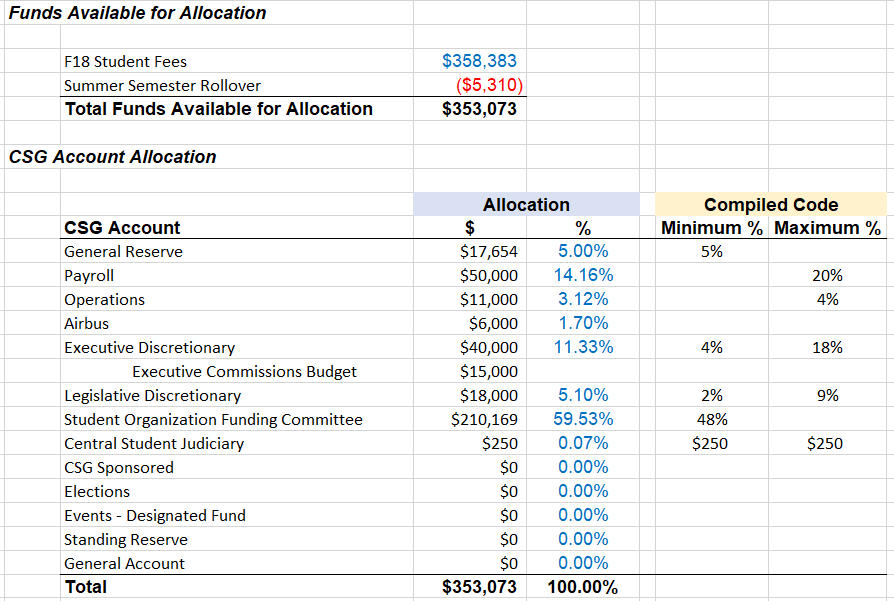 Funds Available for Allocation
F18 Student Fees $358,383
Summer Semester Rollover ($5,310)
Total Funds Available for Allocation $353,073
CSG Account Allocation
Allocation Compiled Code
CSG Account $ % Minimum % Maximum %
General Reserve $17,654 5.00% 5%
Payroll $50,000 14.16% 20%
Operations $11,000 3.12% 4%
Airbus $6,000 1.70%
Executive Discretionary $40,000 11.33% 4% 18%
Executive Commissions Budget $15,000
Legislative Discretionary $18,000 5.10% 2% 9%
Student Organization Funding Committee $210,169 59.53% 48%
Central Student Judiciary $250 0.07% $250 $250
CSG Sponsored $0 0.00%
Elections $0 0.00%
Events - Designated Fund $0 0.00%
Standing Reserve $0 0.00%
General Account $0 0.00%
Total $353,073 100.00%